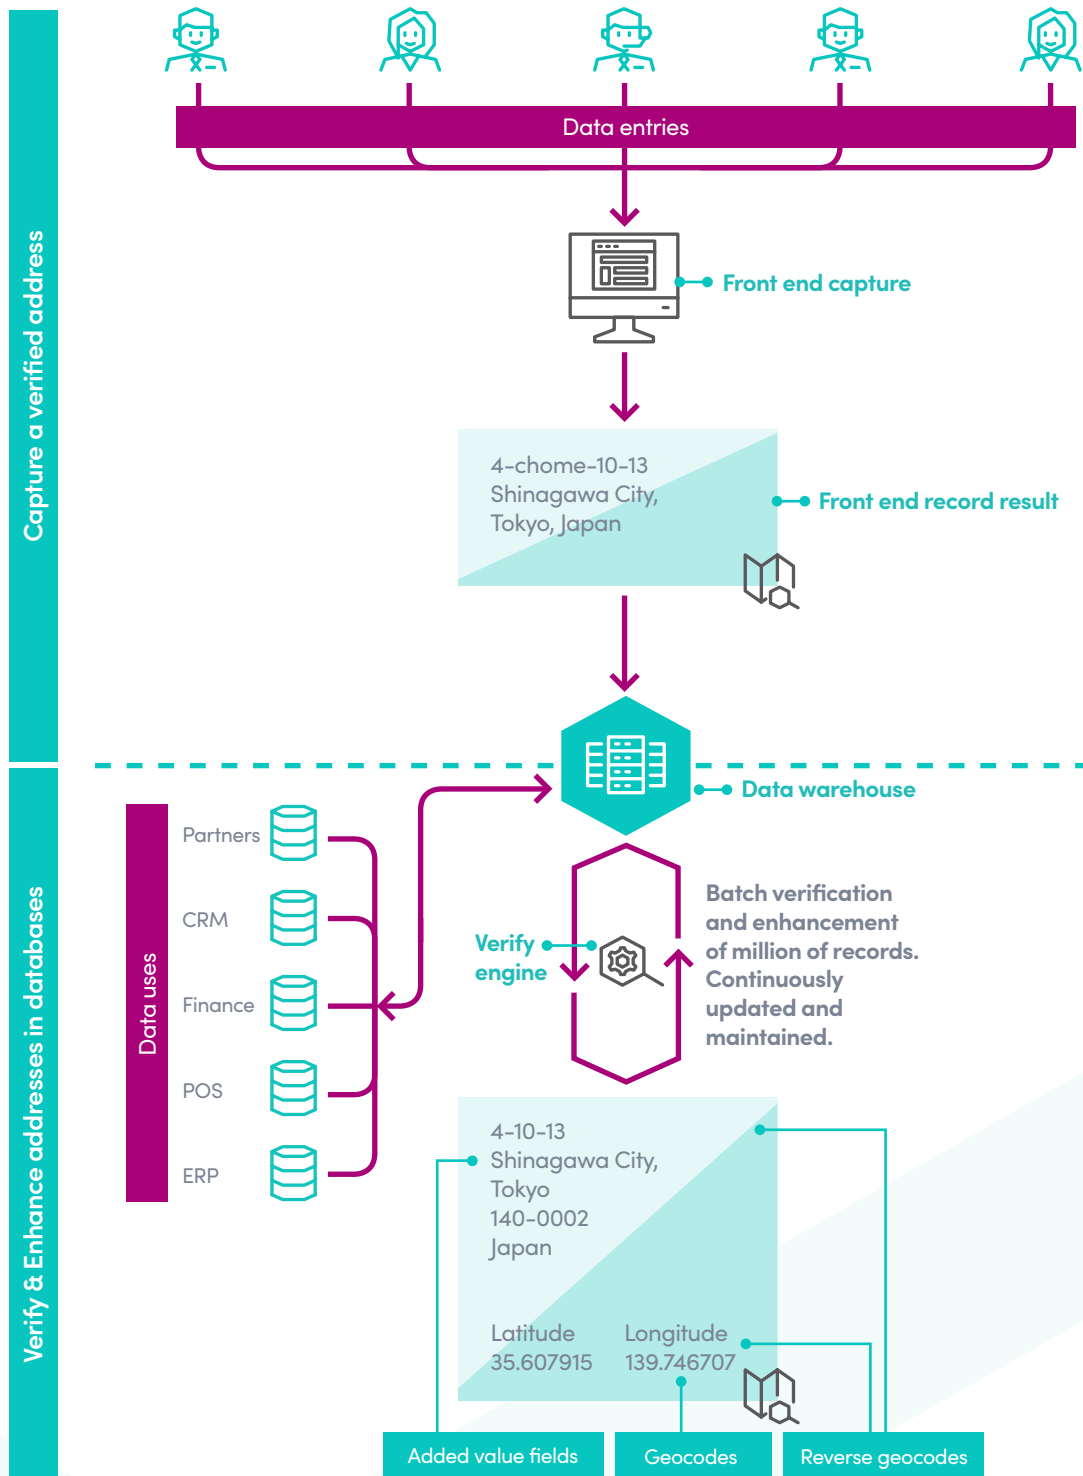 Capture a verified address
Data entries
Front end capture
4-chome-10-13
Shinagawa City,
Tokyo, Japan
Front end record result
Data warehouse
Verify & Enhance addresses in databases
Data uses
Partners
CRM
Finance
POS
ERP
Verify
engine
Batch verification
and enhancement
of million of records.
Continuously
updated and
maintained.
4-10-13
Shinagawa City,
Tokyo
140-0002
Japan
Latitude
35.607915
Longitude
139.746707
Added value fields
Geocodes
Reverse geocodes